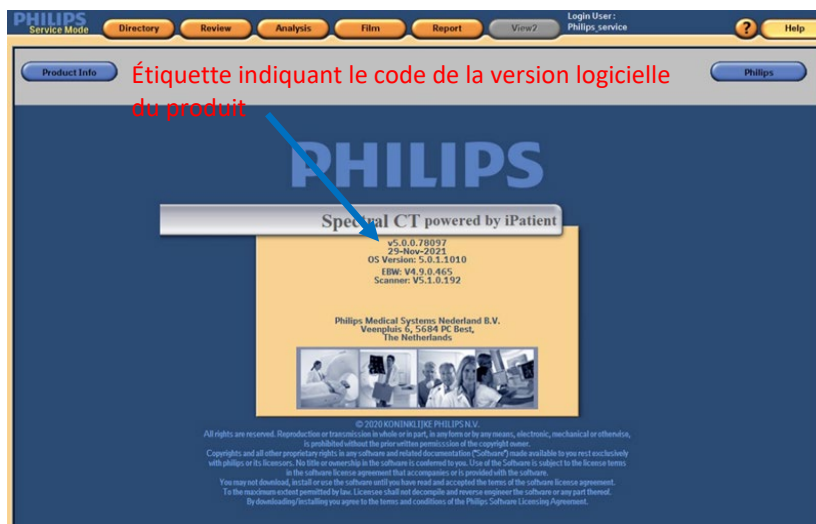 PHILIPS
Service Mode
Directory
Review
Analysis
Film
Report
View2
Login User:
Philips_service
?
Help
Product Info
Étiquette indiquant le code de la version logicielle
du produit
Philips
PHILIPS
Spectral CT powered by iPatient
v5.0.0.78097
29-Nov-2021
OS Version: 5.0.1.1010
EBW: V4.9.0.465
Scanner: V5.1.0.192
Philips Medical Systems Nederland B.V.
Veenpluis 6, 5684 PC Best,
The Netherlands
© 2020 KONINKLIJKE PHILIPS N.V.
All rights are reserved. Reproduction or transmission in whole or in part, in any form or by any means, electronic, mechanical or otherwise,
is prohibited without the prior written permisssion of the copyright owner.
Copyrights and all other proprietary rights in any software and related documentation ("Software") made available to you rest exclusively
with philips or its licensors. No title or ownership in the software is conferred to you. Use of the Software is subject to the license terms
in the software license agreement that accompanies or is provided with the software.
You may not download, install or use the software until you have read and accepted the terms of the software license agreement.
To the maximum extent permitted by law. Licensee shall not decompile and reverse engineer the software or any part thereof.
By downloading/installing you agree to the terms and conditions of the Philips Software Licensing Agreement.